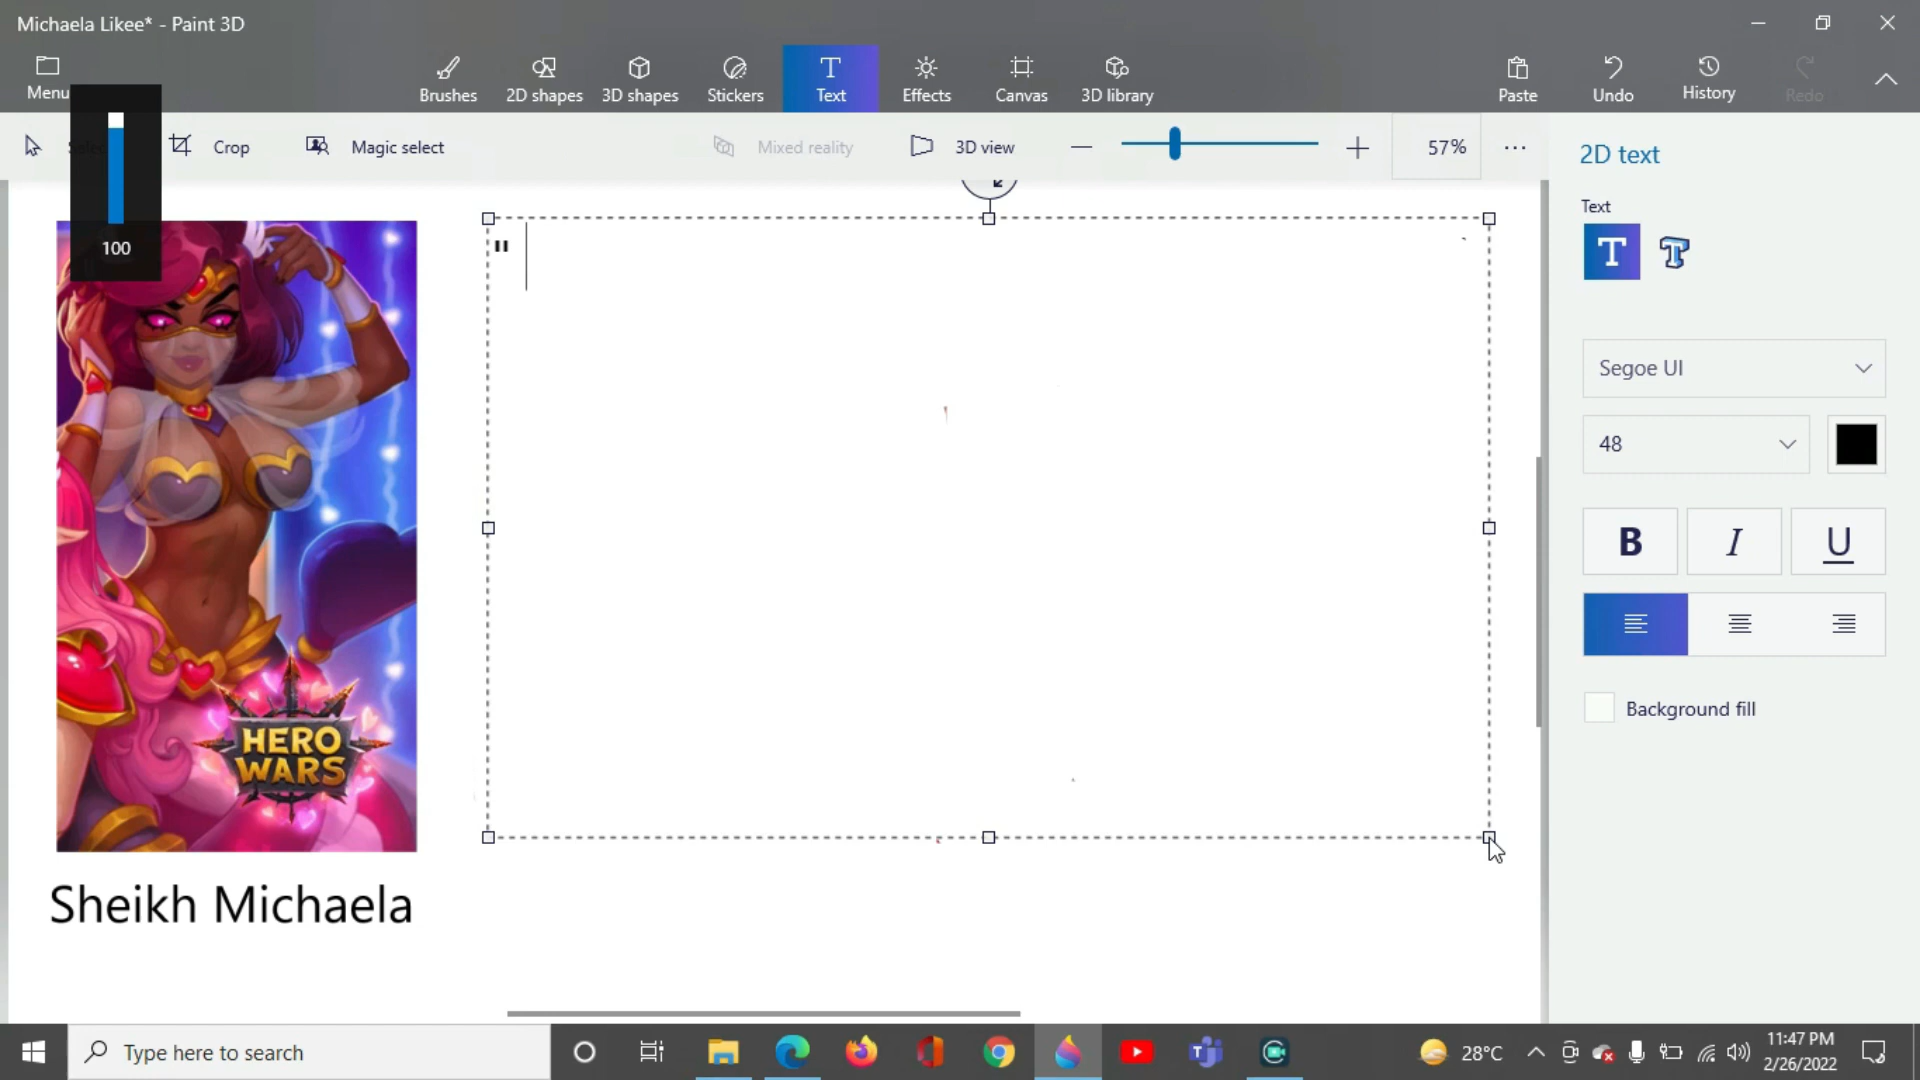 Michaela Likee* - Paint 3D
Menu
Brushes
2D shapes
3D shapes
Stickers
Text
Effects
Canvas
3D library
Paste
Undo
History
Redo
Crop
Magic select
Mixed reality
3D view
57%
2D text
Text
100
"
Segoe UI
48
B I U
Background fill
HERO
WARS
Sheikh Michaela
Type here to search
28°C
11:47 PM
2/26/2022